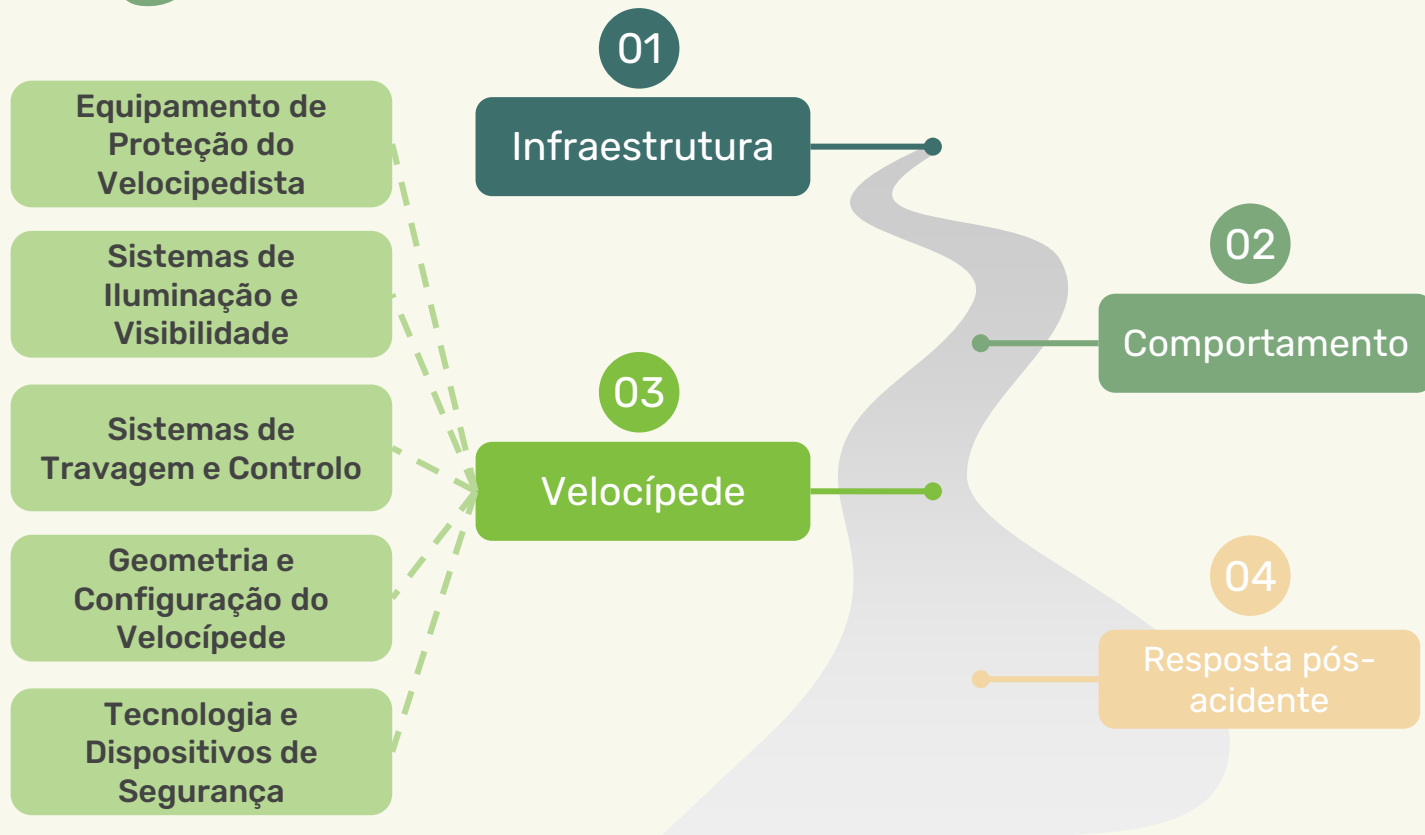 01
Infraestrutura
02
Comportamento
03
Velocípede
04
Resposta pós-
acidente
Equipamento de
Proteção do
Velocipedista
Sistemas de
Iluminação e
Visibilidade
Sistemas de
Travagem e Controlo
Geometria e
Configuração do
Velocípede
Tecnologia e
Dispositivos de
Segurança